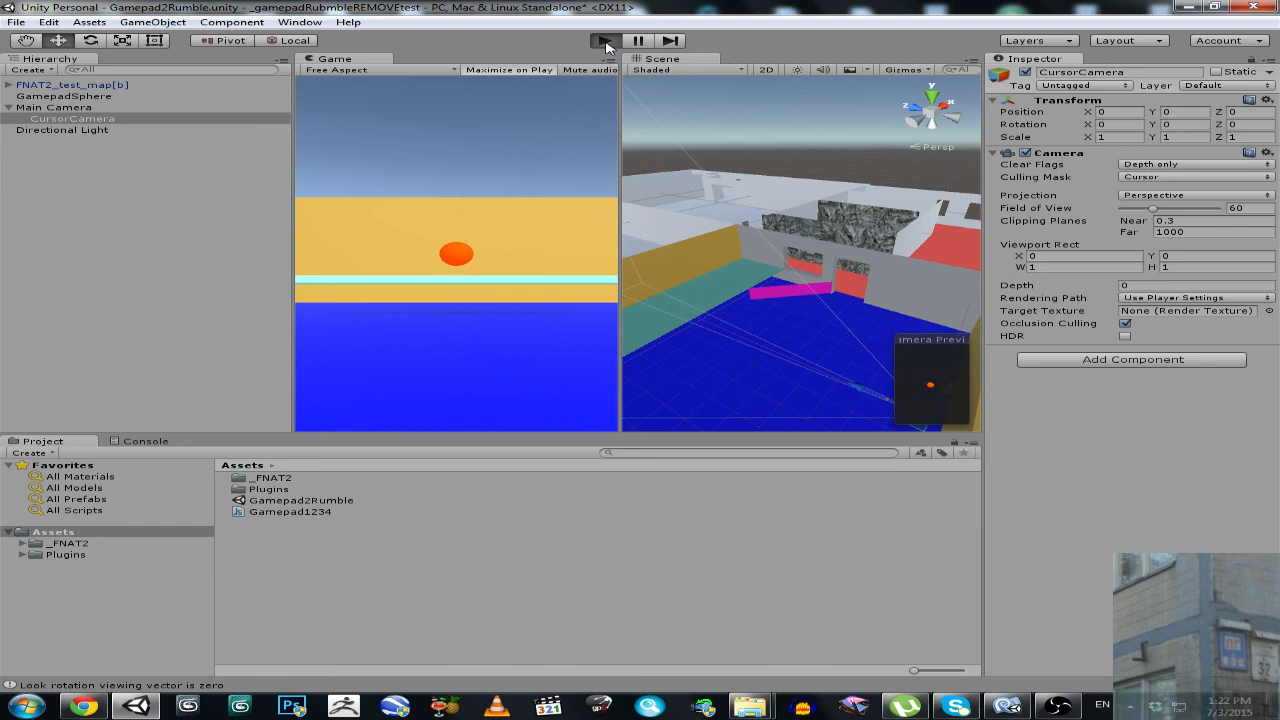 Unity Personal - Gamepad2Rumble.unity - _gamepadRubmbleREMOVEtest - PC, Mac & Linux Standalone* <DX11>
File Edit Assets GameObject Component Window Help
Pivot Local Layers Layout Account
Hierarchy
Create All
FNAT2_test_map[b]
GamepadSphere
Main Camera
CursorCamera
Directional Light
Game
Free Aspect Maximize on Play Mute audio
Scene
Shaded 2D Gizmos All
y
z x
Persp
amera Previ
Inspector
CursorCamera Static
Tag Untagged Layer Default
Transform
Position X 0 Y 0 Z 0
Rotation X 0 Y 0 Z 0
Scale X 1 Y 1 Z 1
Camera
Clear Flags Depth only
Culling Mask Cursor
Projection Perspective
Field of View 60
Clipping Planes Near 0.3
Far 1000
Viewport Rect
X 0 Y 0
W 1 H 1
Depth 0
Rendering Path Use Player Settings
Target Texture None (Render Texture)
Occlusion Culling
HDR
Add Component
Project Console
Create
Favorites
All Materials
All Models
All Prefabs
All Scripts
Assets
_FNAT2
Plugins
Assets
_FNAT2
Plugins
Gamepad2Rumble
Gamepad1234
Look rotation viewing vector is zero
32
Ps
321
EN
1:22 PM
7/3/2015